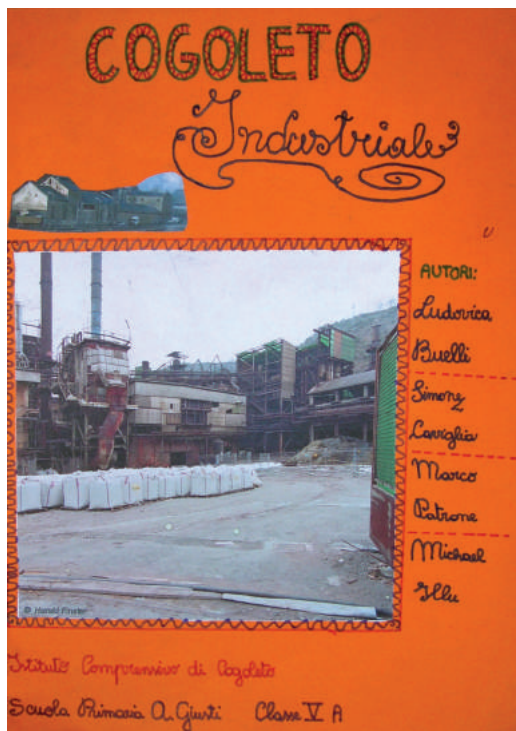 COGOLETO
Industriale
AUTORI:
Ludovica
Buelli
Simone
Caviglia
Marco
Patrone
Michael
Illu
© Harald Finster
Istituto Comprensivo di Cogoleto
Scuola Primaria A. Giusti Classe V A